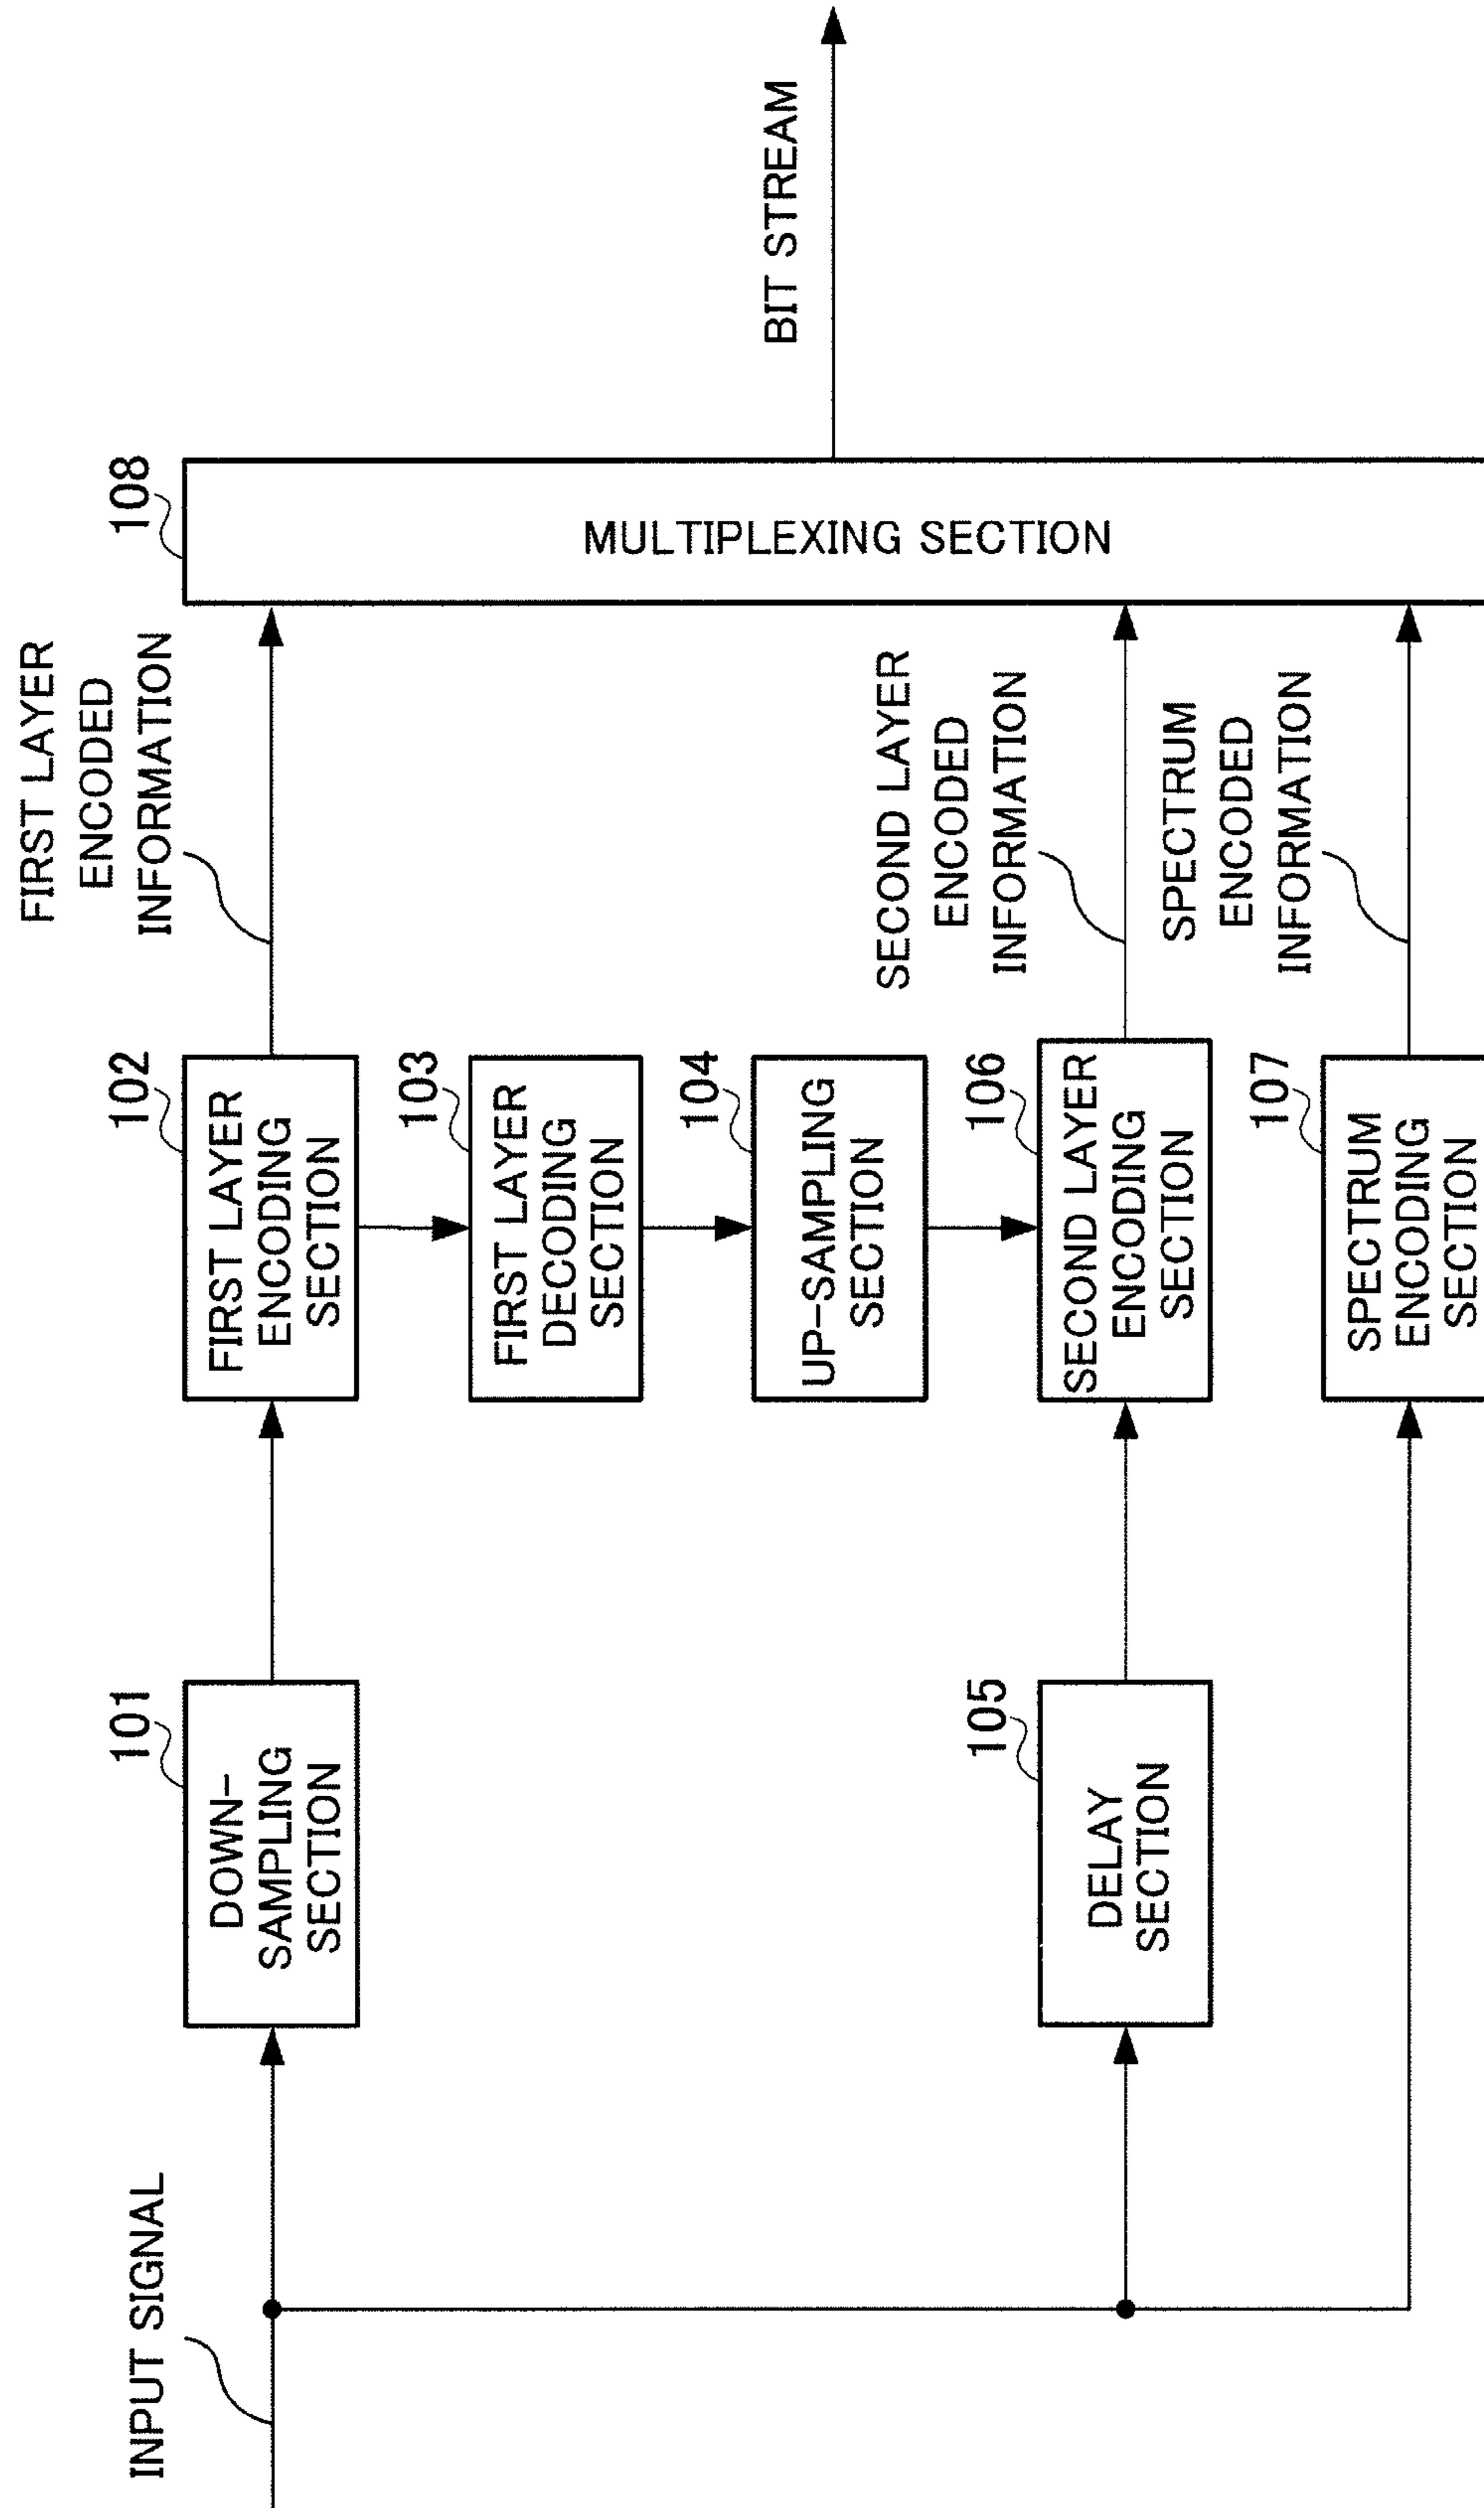 INPUT SIGNAL
101
DOWN-
SAMPLING
SECTION
102
FIRST LAYER
ENCODING
SECTION
FIRST LAYER
ENCODED
INFORMATION
108
MULTIPLEXING SECTION
BIT STREAM
103
FIRST LAYER
DECODING
SECTION
104
UP-SAMPLING
SECTION
105
DELAY
SECTION
106
SECOND LAYER
ENCODING
SECTION
SECOND LAYER
ENCODED
INFORMATION
107
SPECTRUM
ENCODING
SECTION
SPECTRUM
ENCODED
INFORMATION